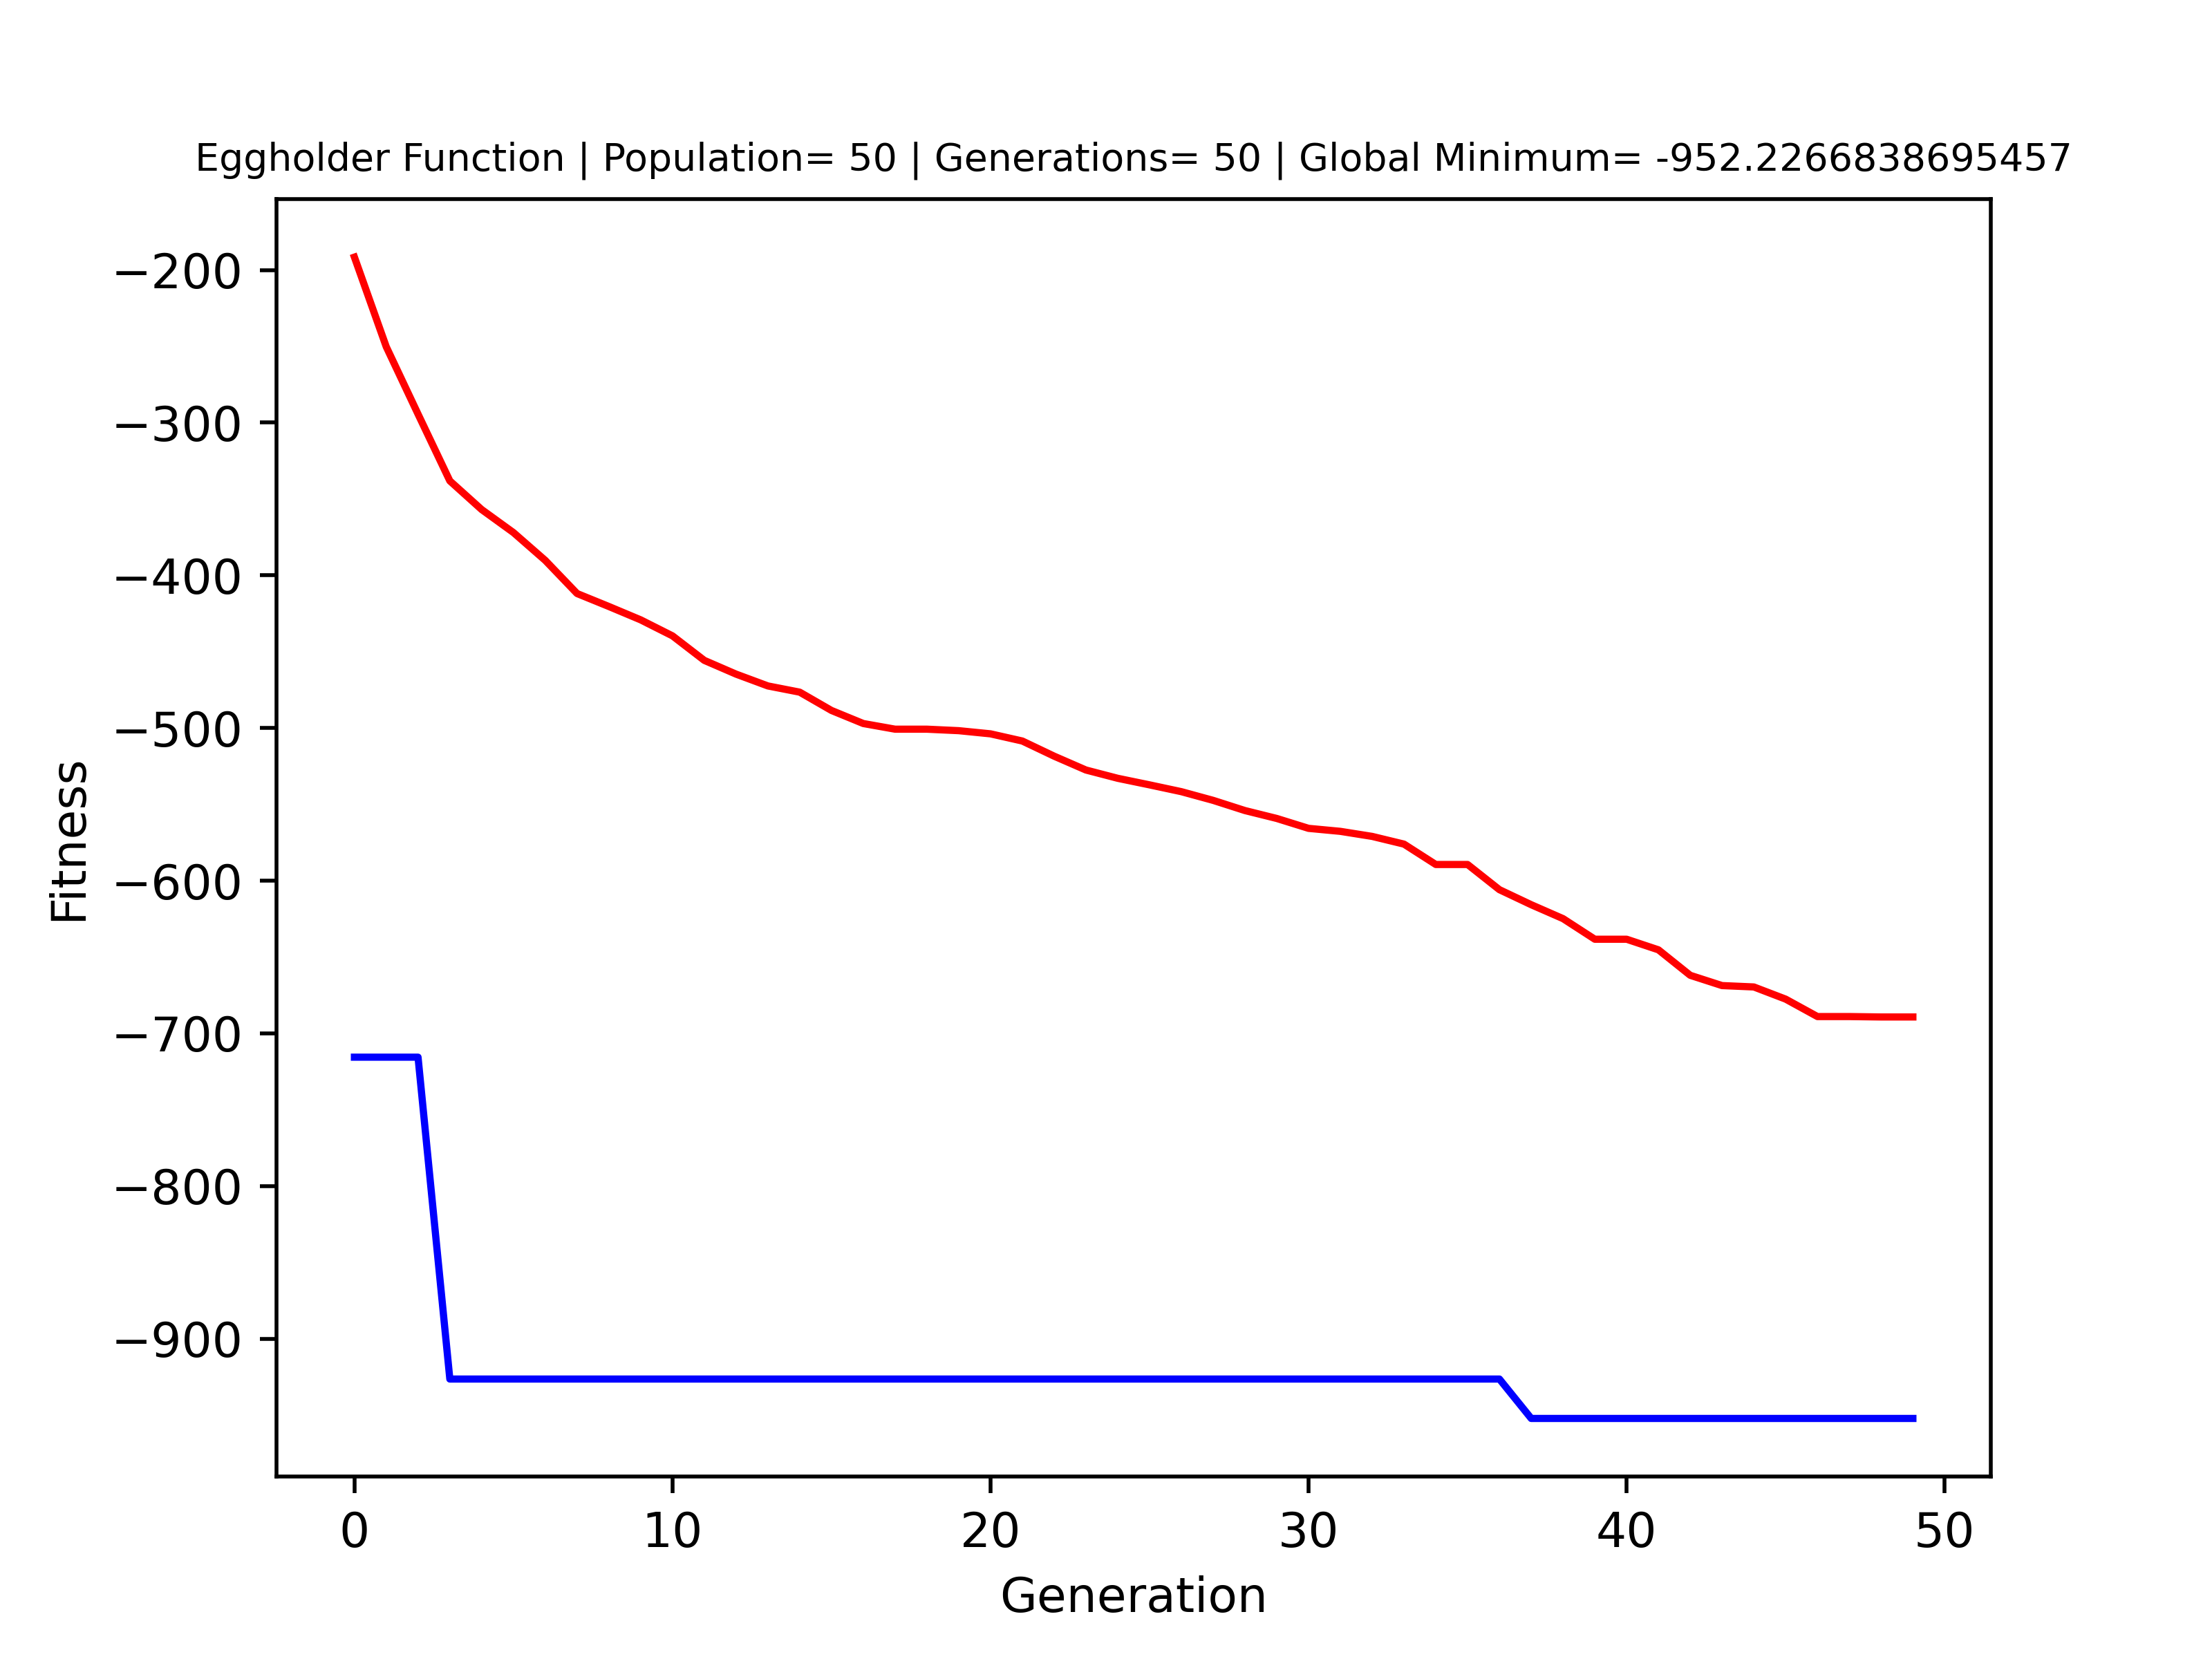 Eggholder Function | Population= 50 | Generations= 50 | Global Minimum= -952.2266838695457
−200
−300
−400
−500
−600
−700
−800
−900
Fitness
0 10 20 30 40 50
Generation